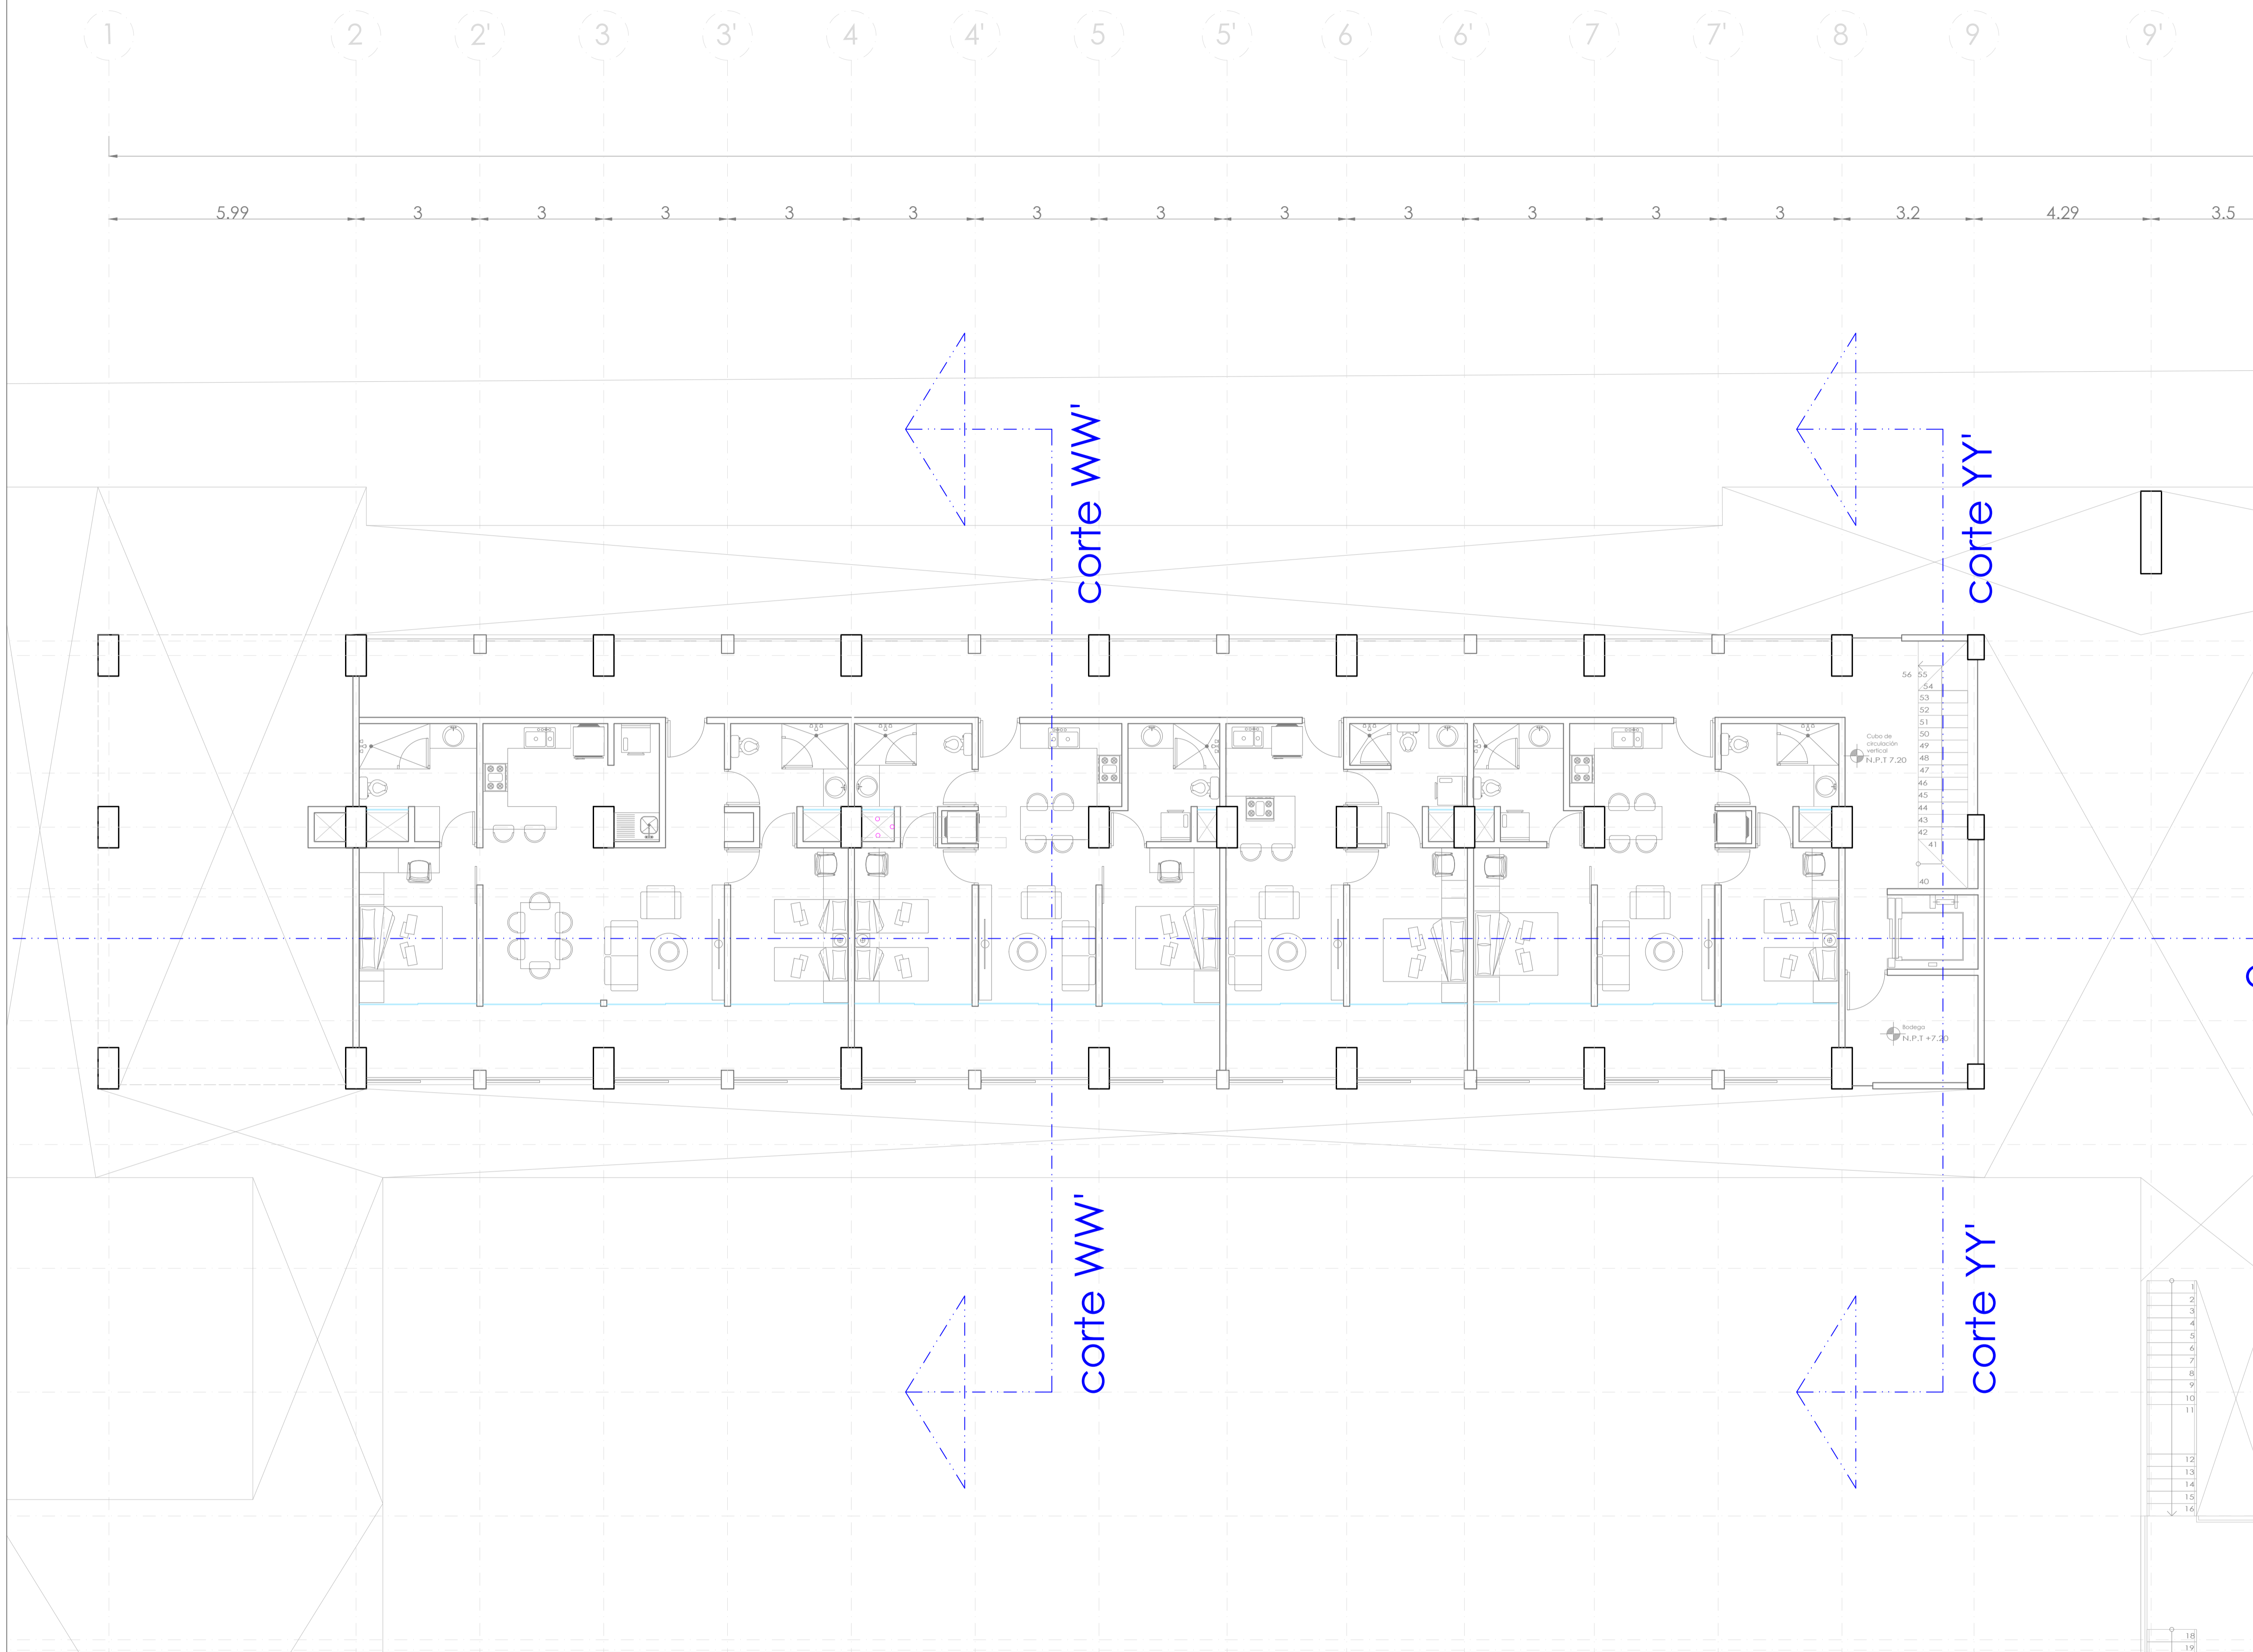 1 2 2' 3 3' 4 4' 5 5' 6 6' 7 7' 8 9 9'
5.99 3 3 3 3 3 3 3 3 3 3 3 3 3.2 4.29 3.5
corte WW'
corte YY'
56 55
54
53
52
51
50
49
48
47
46
45
44
43
42
41
40
Cubo de
circulación
vertical
N.P.T 7.20
Bodega
N.P.T +7.20
corte WW'
corte YY'
1
2
3
4
5
6
7
8
9
10
11
12
13
14
15
16
18
19